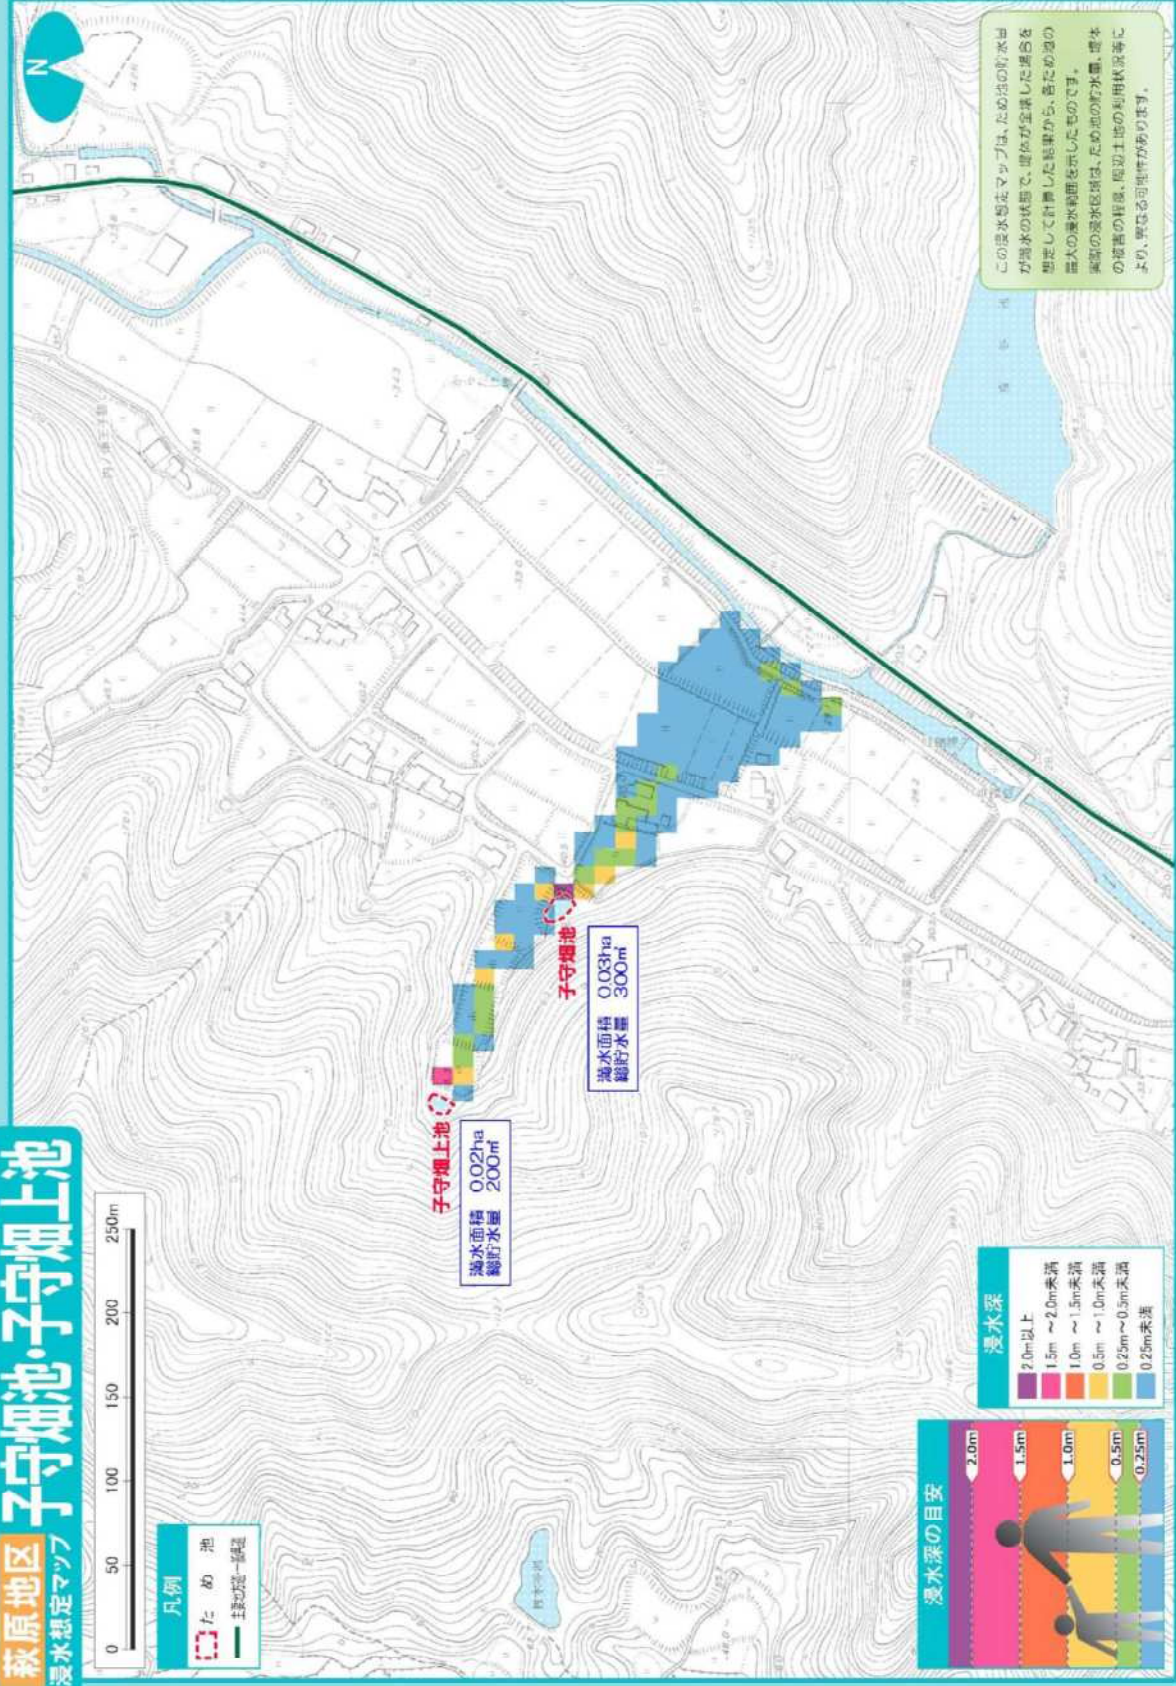 萩原地区
浸水想定マップ
子守畑池・子守畑上池
0 50 100 150 200 250m
凡例
ため池
主要地方道・一般県道
N
子守畑上池
満水面積 0.02ha
総貯水量 200㎥
子守畑池
満水面積 0.03ha
総貯水量 300㎥
この浸水想定マップは、ため池の貯水量
が満水の状態で、堤体が全壊した場合を
想定して計算した結果から、各ため池の
最大の浸水範囲を示したものです。
実際の浸水区域は、ため池の貯水量、堤体
の被害の程度、周辺土地の利用状況等に
より、異なる可能性があります。
浸水深の目安
2.0m
1.5m
1.0m
0.5m
0.25m
浸水深
2.0m以上
1.5m ～2.0m未満
1.0m ～1.5m未満
0.5m ～1.0m未満
0.25m～0.5m未満
0.25m未満